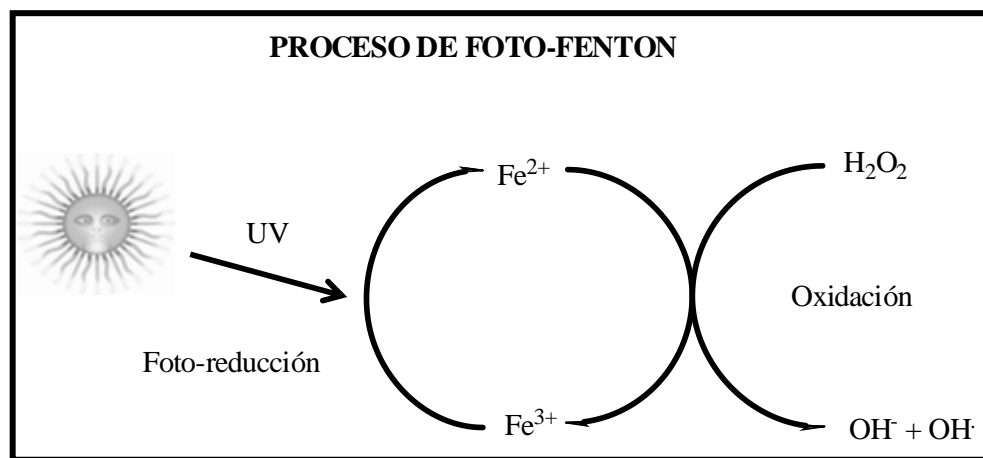 PROCESO DE FOTO-FENTON
Fe²⁺
H₂O₂
UV
Oxidación
Foto-reducción
Fe³⁺
OH⁻ + OH·